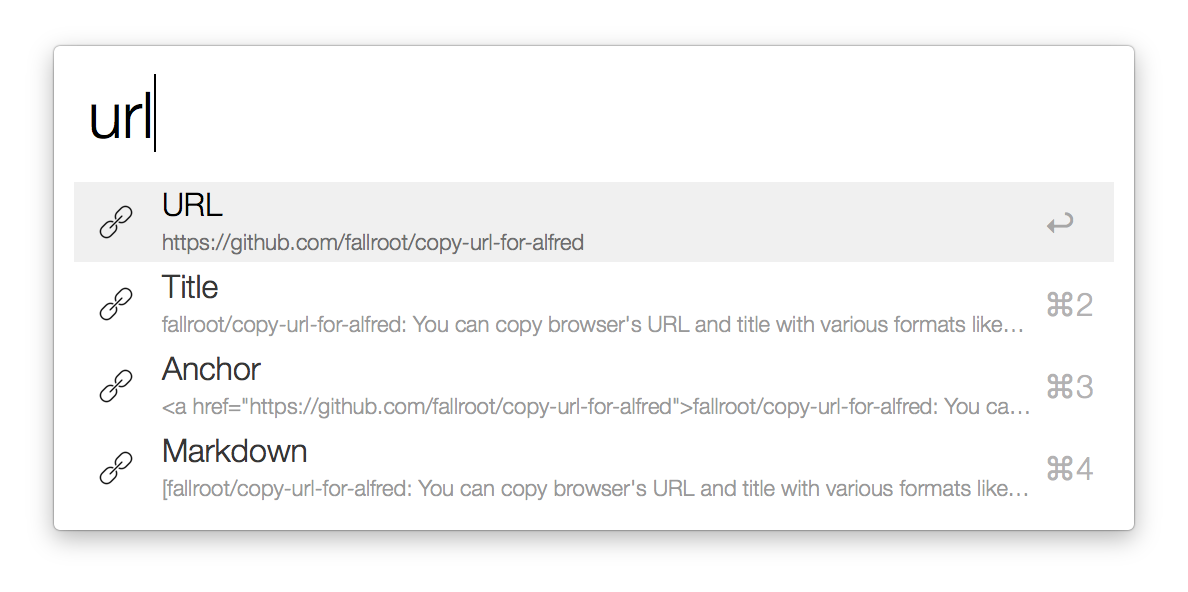 url
URL
https://github.com/fallroot/copy-url-for-alfred
↩
Title
fallroot/copy-url-for-alfred: You can copy browser's URL and title with various formats like…
⌘2
Anchor
<a href="https://github.com/fallroot/copy-url-for-alfred">fallroot/copy-url-for-alfred: You ca…
⌘3
Markdown
[fallroot/copy-url-for-alfred: You can copy browser's URL and title with various formats like…
⌘4